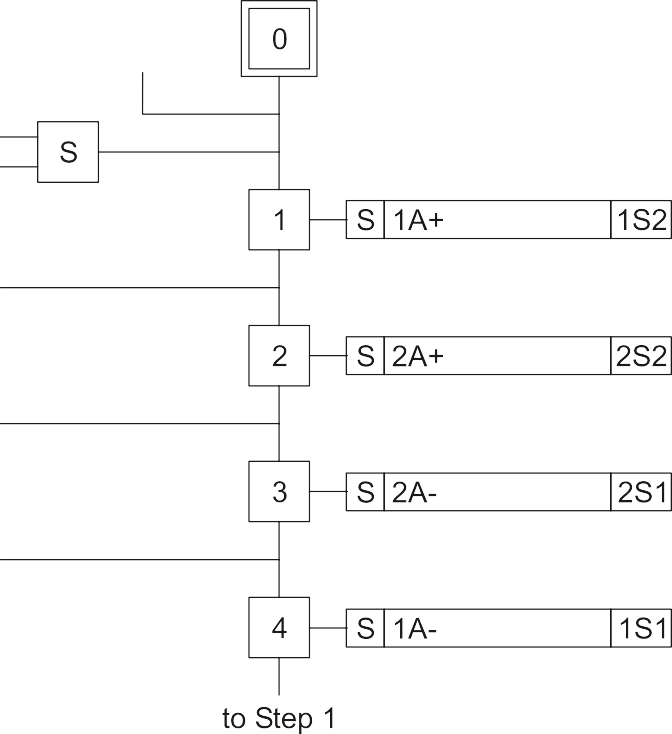 0
S
1 S 1A+ 1S2
2 S 2A+ 2S2
3 S 2A- 2S1
4 S 1A- 1S1
to Step 1